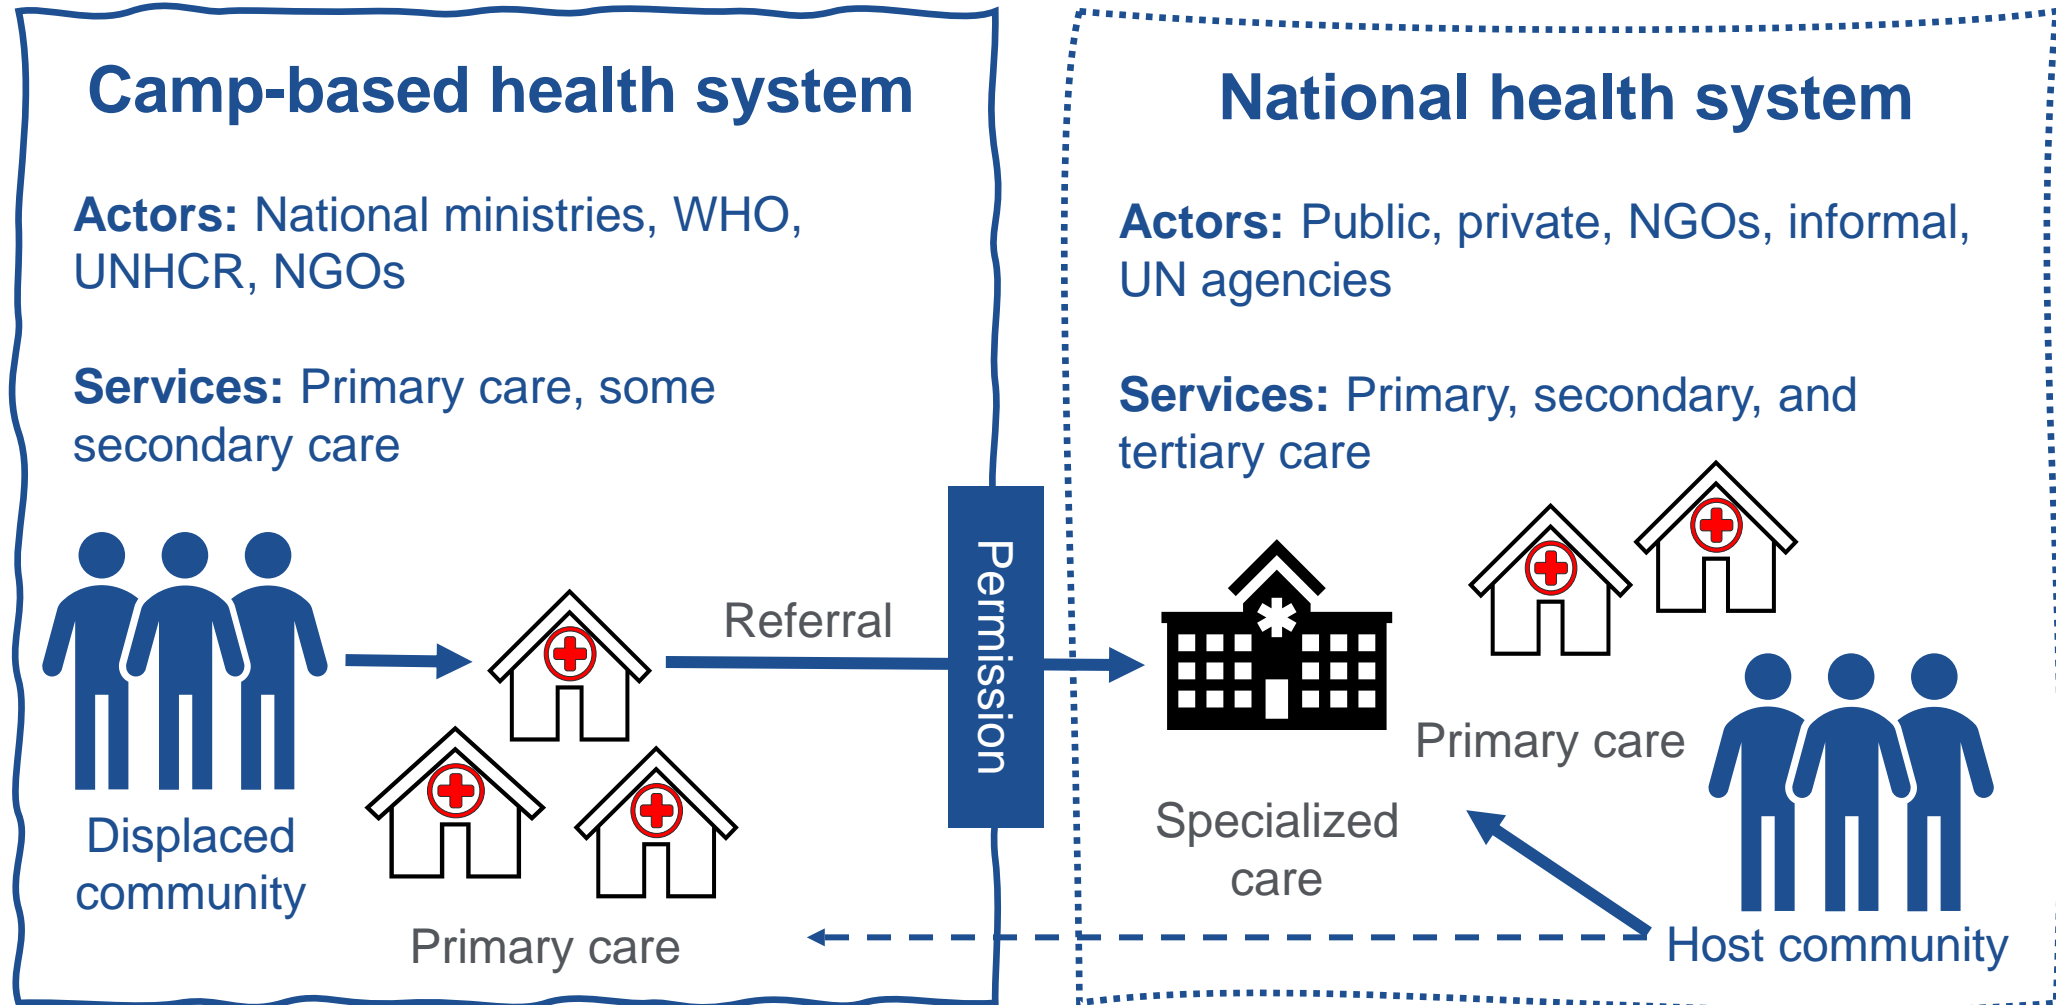 Camp-based health system
Actors: National ministries, WHO,
UNHCR, NGOs
Services: Primary care, some
secondary care
Referral
Displaced
community
Primary care
Permission
National health system
Actors: Public, private, NGOs, informal,
UN agencies
Services: Primary, secondary, and
tertiary care
Primary care
Specialized
care
Host community